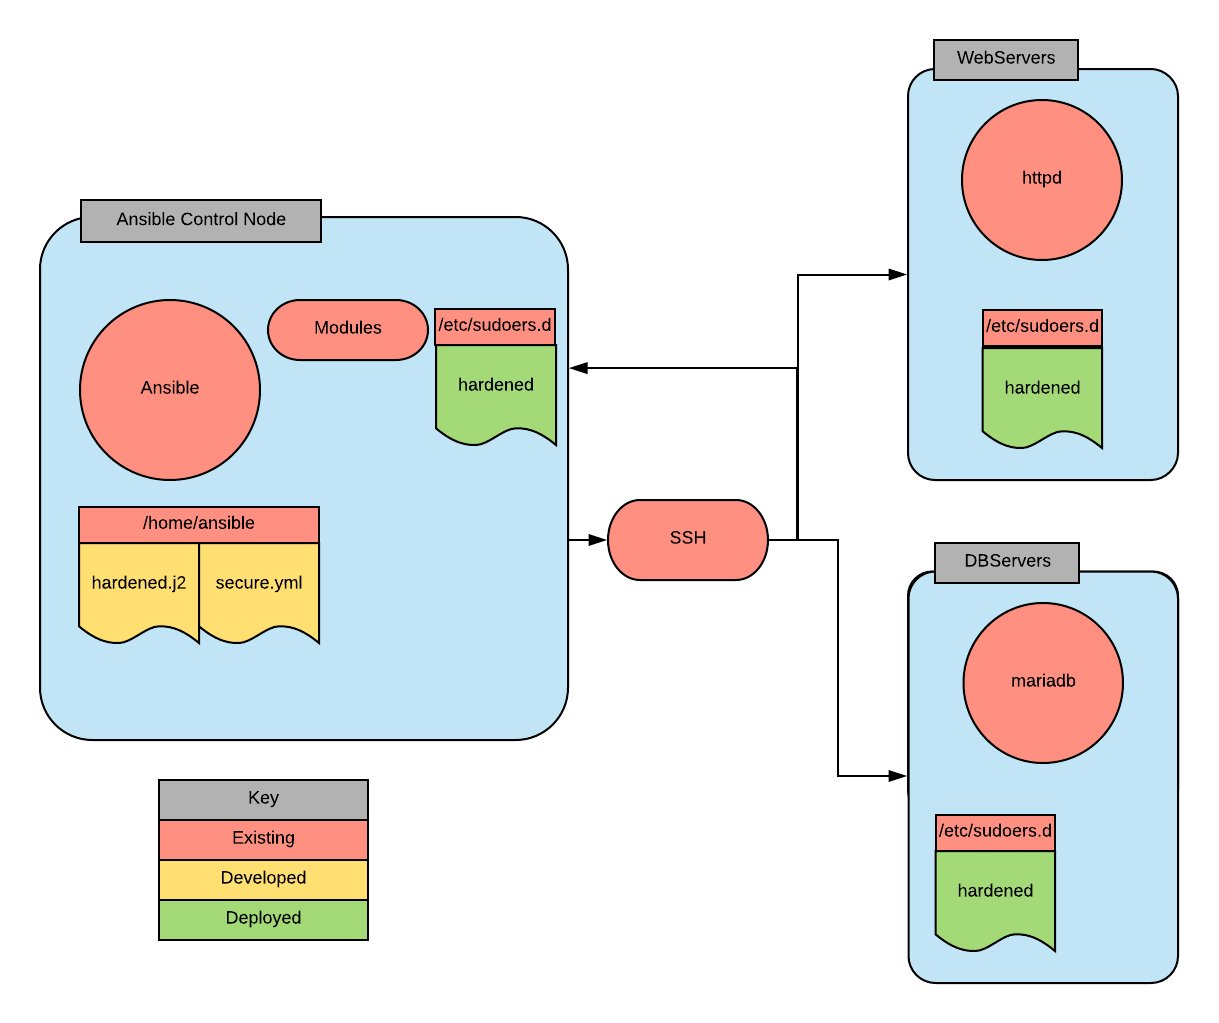 WebServers
httpd
/etc/sudoers.d
hardened
Ansible Control Node
Ansible
Modules
/etc/sudoers.d
hardened
/home/ansible
hardened.j2
secure.yml
SSH
DBServers
mariadb
/etc/sudoers.d
hardened
Key
Existing
Developed
Deployed